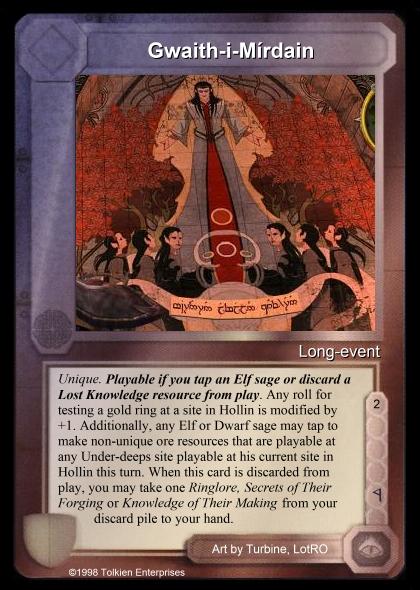 Gwaith-i-Mírdain
Long-event
Unique. Playable if you tap an Elf sage or discard a
Lost Knowledge resource from play. Any roll for
testing a gold ring at a site in Hollin is modified by
+1. Additionally, any Elf or Dwarf sage may tap to
make non-unique ore resources that are playable at
any Under-deeps site playable at his current site in
Hollin this turn. When this card is discarded from
play, you may take one Ringlore, Secrets of Their
Forging or Knowledge of Their Making from your
discard pile to your hand.
2
Art by Turbine, LotRO
©1998 Tolkien Enterprises